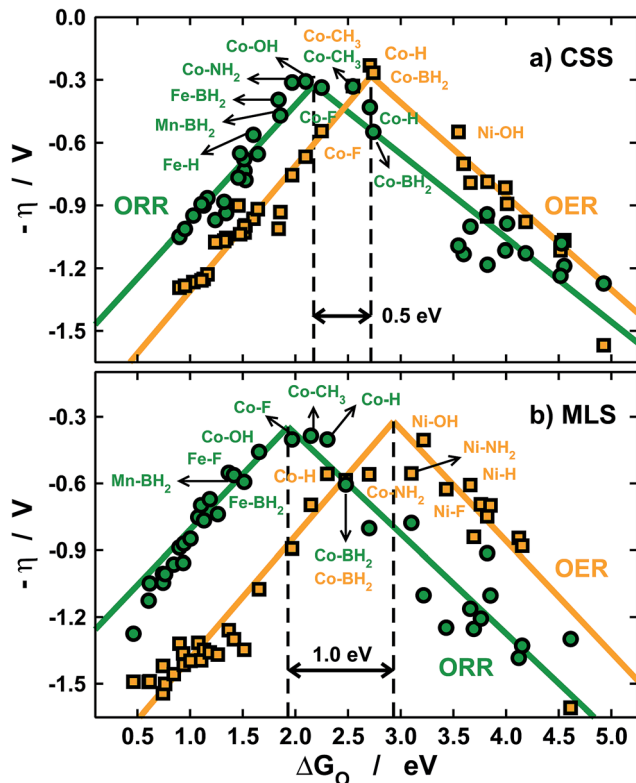 0.0
Co-OH
Co-CH3
Co-CH3
Co-H
Co-BH2
a) CSS
-0.3
Co-NH2
Fe-BH2
Mn-BH2
Co-F
Co-H
Ni-OH
-0.6
Fe-H
Co-F
Co-BH2
ORR
OER
-0.9
-1.2
-1.5
0.5 eV
- η / V
Co-CH3
Co-H
b) MLS
-0.3
Co-F
Ni-OH
Co-OH
Ni-NH2
Fe-F
Mn-BH2
Co-H
Ni-H
-0.6
Fe-BH2
Co-NH2
Ni-F
Co-BH2
Co-BH2
-0.9
OER
-1.2
1.0 eV
ORR
-1.5
- η / V
0.5 1.0 1.5 2.0 2.5 3.0 3.5 4.0 4.5 5.0
ΔGO / eV